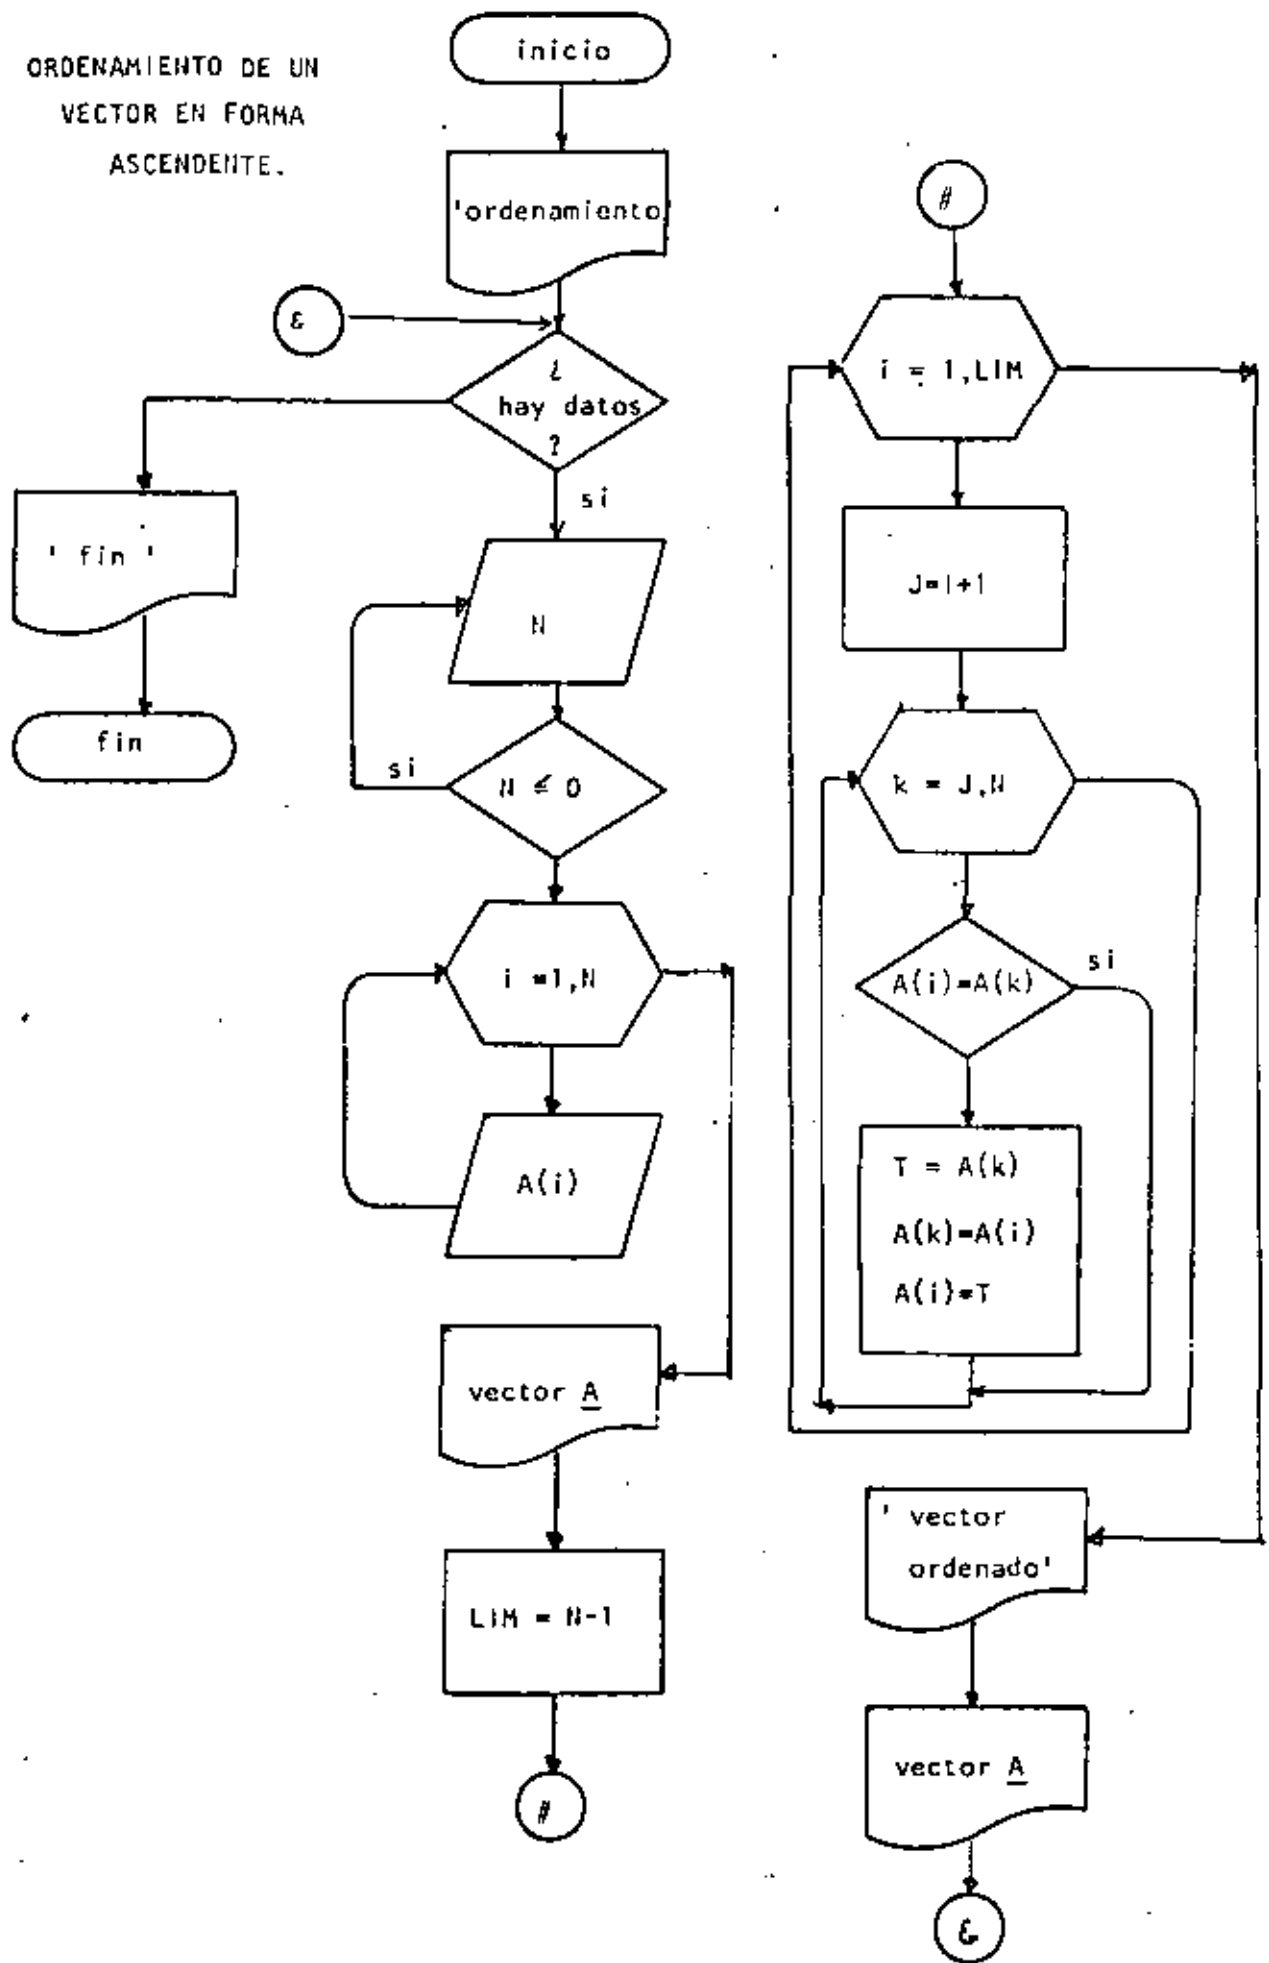 ORDENAMIENTO DE UN
VECTOR EN FORMA
ASCENDENTE.
inicio
'ordenamiento'
&
¿
hay datos
?
si
' fin '
fin
N
si
N ≤ 0
i =1,N
A(i)
vector A
LIM = N-1
#
#
i = 1,LIM
J=i+1
k = J,N
A(i)=A(k)
si
T = A(k)
A(k)=A(i)
A(i)=T
' vector
ordenado'
vector A
&